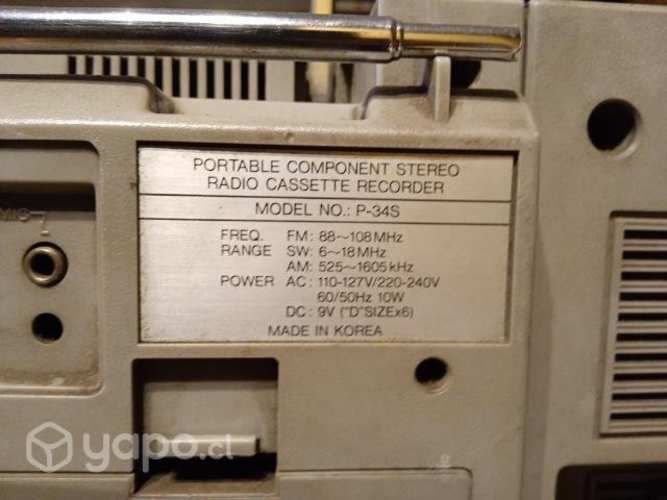 PORTABLE COMPONENT STEREO
RADIO CASSETTE RECORDER
MODEL NO.: P-34S
FREQ. FM: 88~108MHz
RANGE SW: 6~18MHz
AM: 525~1605kHz
POWER AC: 110-127V/220-240V
60/50Hz 10W
DC: 9V ("D"SIZEx6)
MADE IN KOREA
L
yapo.cl